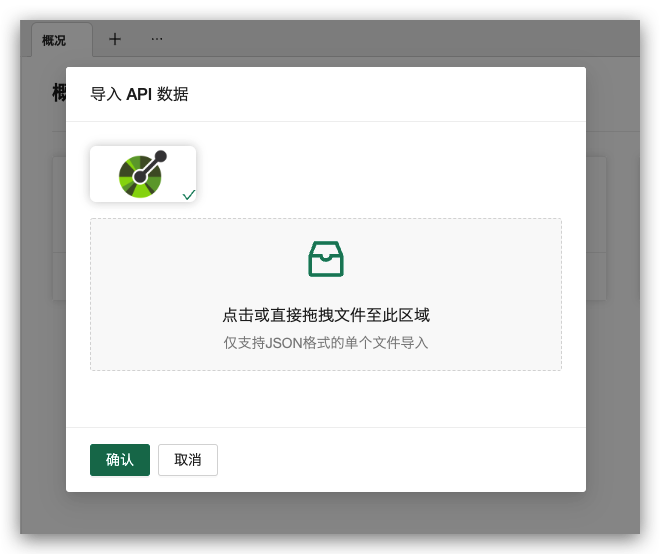 概况
概
导入 API 数据
点击或直接拖拽文件至此区域
仅支持JSON格式的单个文件导入
确认
取消